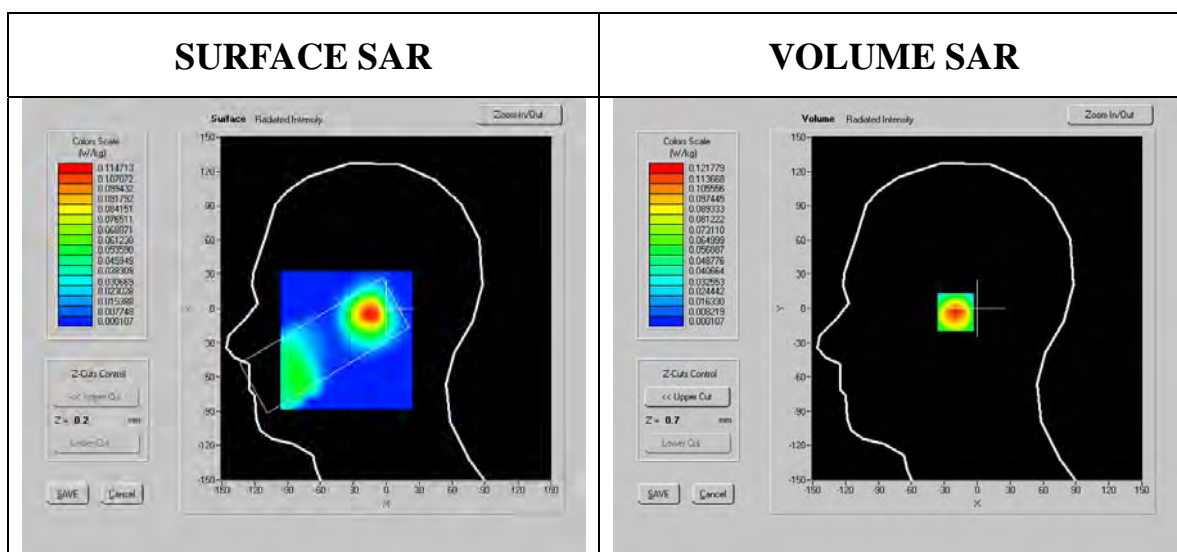 SURFACE SAR
VOLUME SAR
Surface Radiated Intensity
Zoom In/Out
Colors Scale
(W/kg)
0.114713
0.107072
0.099432
0.091792
0.084151
0.076511
0.068871
0.061230
0.053590
0.045949
0.038309
0.030669
0.023028
0.015388
0.007748
0.000107
Z-Cuts Control
<< Upper Cut
Z = 0.2 mm
Lower Cut
SAVE
Cancel
150
120
90
60
30
0
-30
-60
-90
-120
-150
-150 -120 -90 -60 -30 0 30 60 90 120 150
X
Y
Volume Radiated Intensity
Zoom In/Out
Colors Scale
(W/kg)
0.121779
0.113668
0.105556
0.097445
0.089333
0.081222
0.073110
0.064999
0.056887
0.048776
0.040664
0.032553
0.024442
0.016330
0.008219
0.000107
Z-Cuts Control
<< Upper Cut
Z = 0.7 mm
Lower Cut
SAVE
Cancel
150
120
90
60
30
0
-30
-60
-90
-120
-150
-150 -120 -90 -60 -30 0 30 60 90 120 150
X
Y